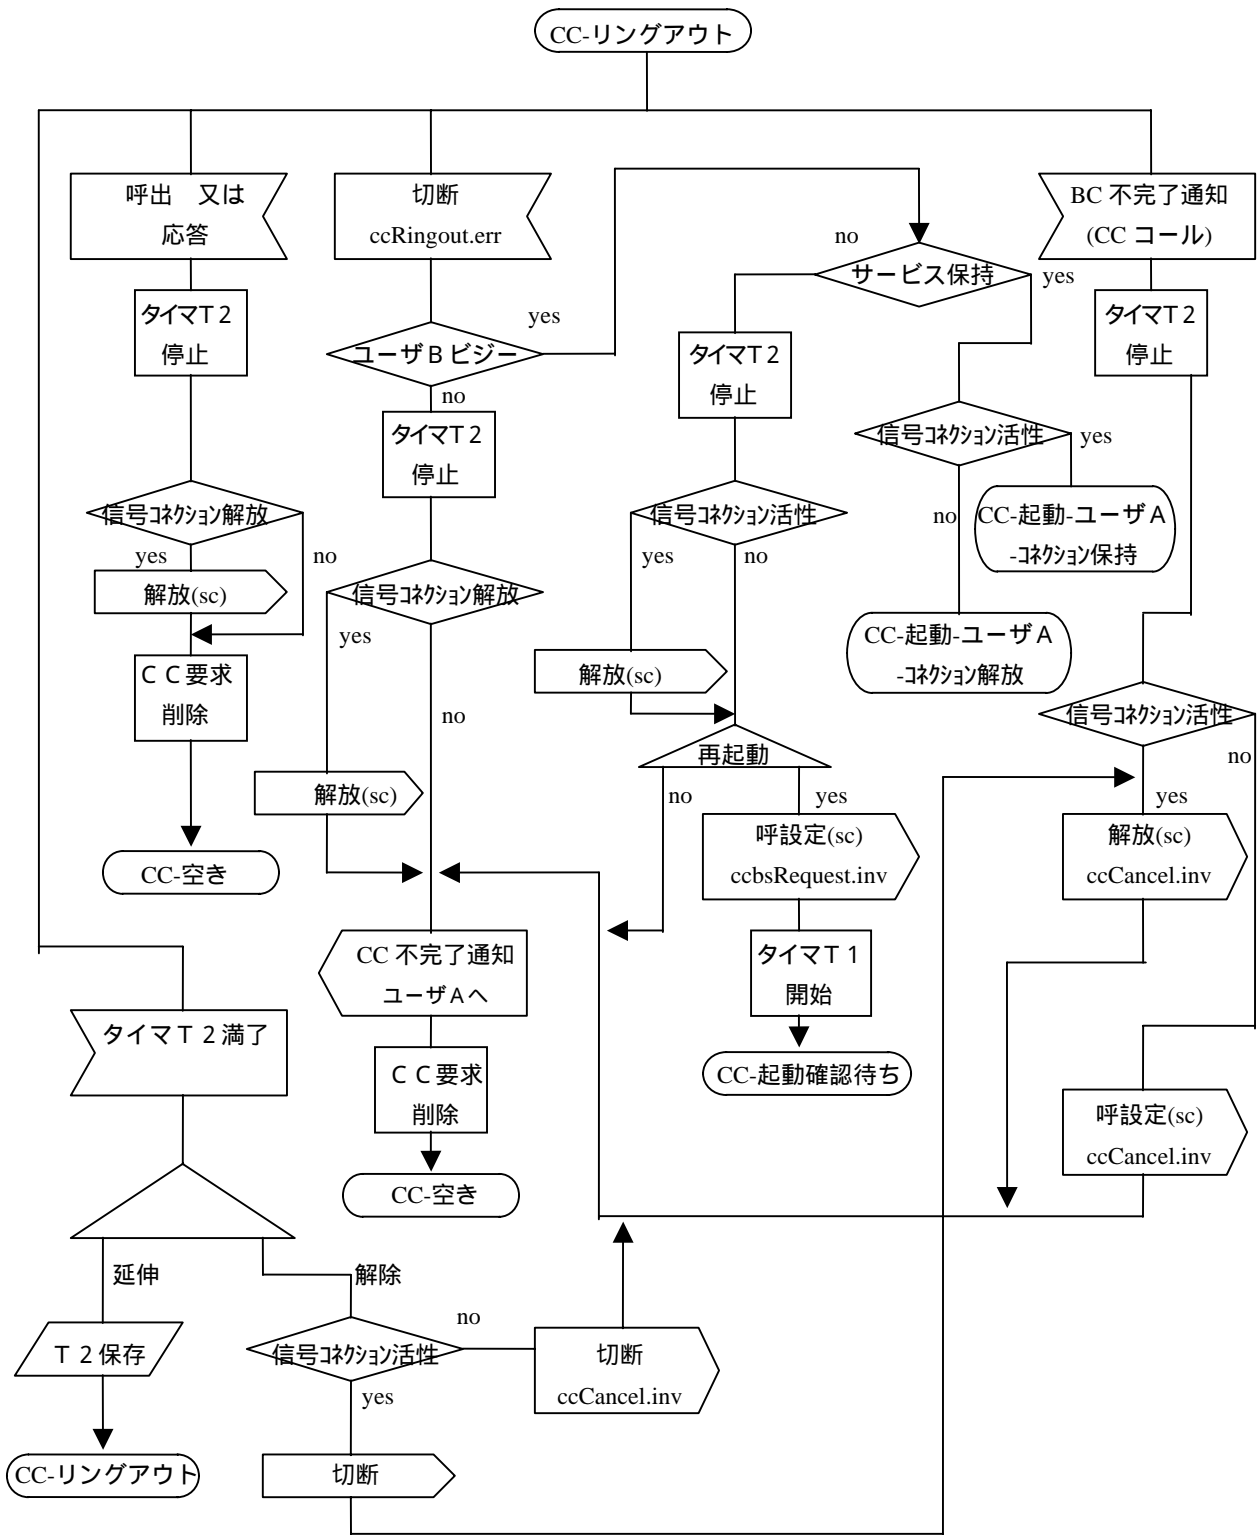 CC-リングアウト
呼出　又は
応答
切断
ccRingout.err
BC 不完了通知
(CC コール)
no
サービス保持
yes
タイマT２
停止
yes
ユーザＢビジー
no
タイマT２
停止
タイマT２
停止
タイマT２
停止
信号ｺﾈｸｼｮﾝ活性
yes
信号ｺﾈｸｼｮﾝ解放
yes
no
解放(sc)
信号ｺﾈｸｼｮﾝ活性
yes
no
no
CC-起動-ユーザＡ
-ｺﾈｸｼｮﾝ保持
信号ｺﾈｸｼｮﾝ解放
yes
no
CC-起動-ユーザＡ
-ｺﾈｸｼｮﾝ解放
ＣＣ要求
削除
解放(sc)
信号ｺﾈｸｼｮﾝ活性
no
yes
再起動
no
yes
解放(sc)
呼設定(sc)
ccbsRequest.inv
解放(sc)
ccCancel.inv
CC-空き
CC 不完了通知
ユーザＡへ
タイマＴ１
開始
タイマＴ２満了
ＣＣ要求
削除
CC-起動確認待ち
呼設定(sc)
ccCancel.inv
CC-空き
延伸
解除
Ｔ２保存
信号ｺﾈｸｼｮﾝ活性
no
yes
切断
ccCancel.inv
CC-リングアウト
切断